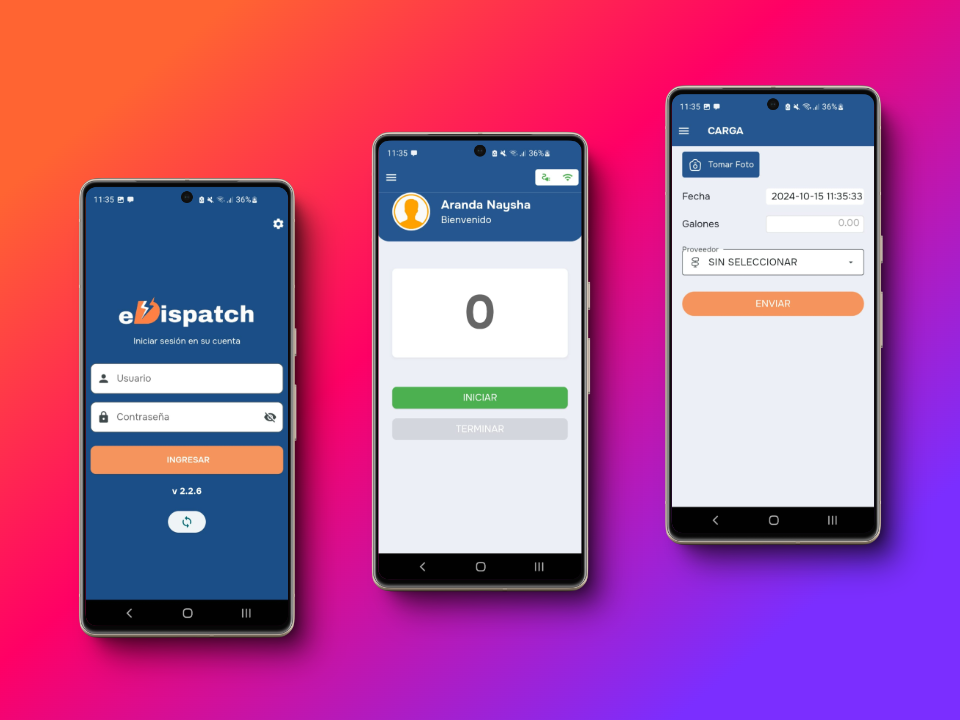 11:35
36%
eDispatch
Iniciar sesión en su cuenta
Usuario
Contraseña
INGRESAR
v 2.2.6
11:35
36%
Aranda Naysha
Bienvenido
0
INICIAR
TERMINAR
11:35
36%
CARGA
Tomar Foto
Fecha
2024-10-15 11:35:33
Galones
0.00
Proveedor
SIN SELECCIONAR
ENVIAR